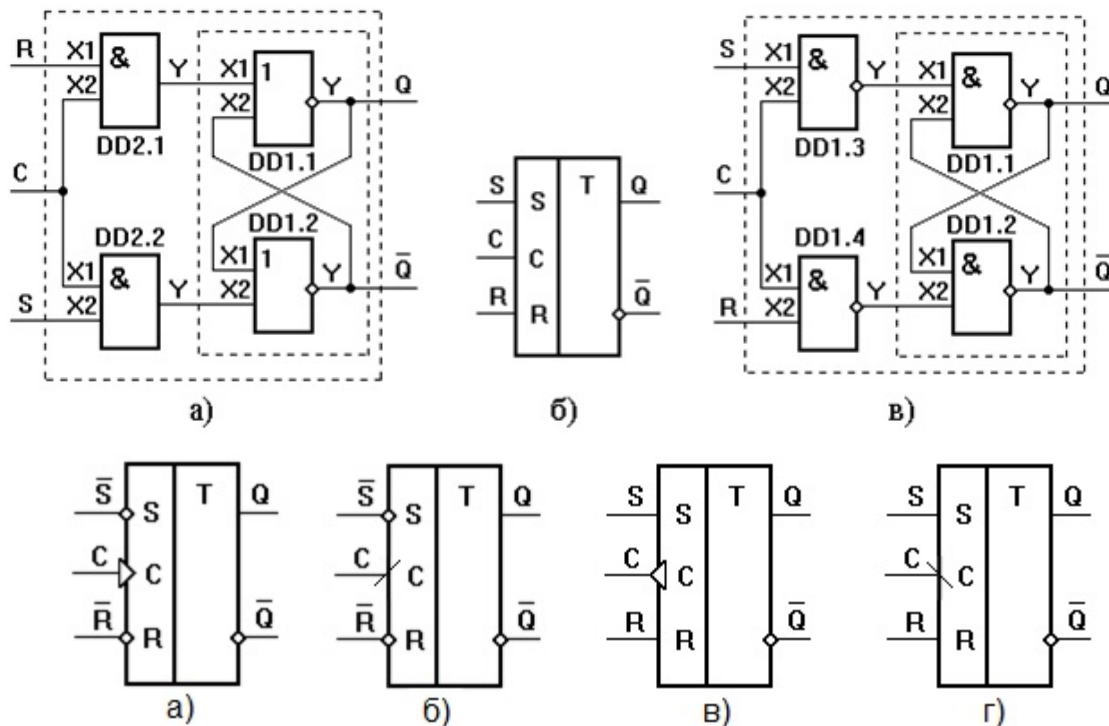 R X1 & Y X1 1 Y Q
X2 X2
DD2.1 DD1.1
C
DD2.2 DD1.2
X1 & X1 1 Y Q̅
S X2 Y X2
а)
S S T Q
C C
R R Q̅
б)
S X1 & Y X1 & Y Q
X2 X2
DD1.3 DD1.1
C
DD1.4 DD1.2
X1 & X1 & Y Q̅
R X2 Y X2
в)
S̅ S T Q
C C
R̅ R Q̅
а)
S̅ S T Q
C C
R̅ R Q̅
б)
S S T Q
C C
R R Q̅
в)
S S T Q
C C
R R Q̅
г)